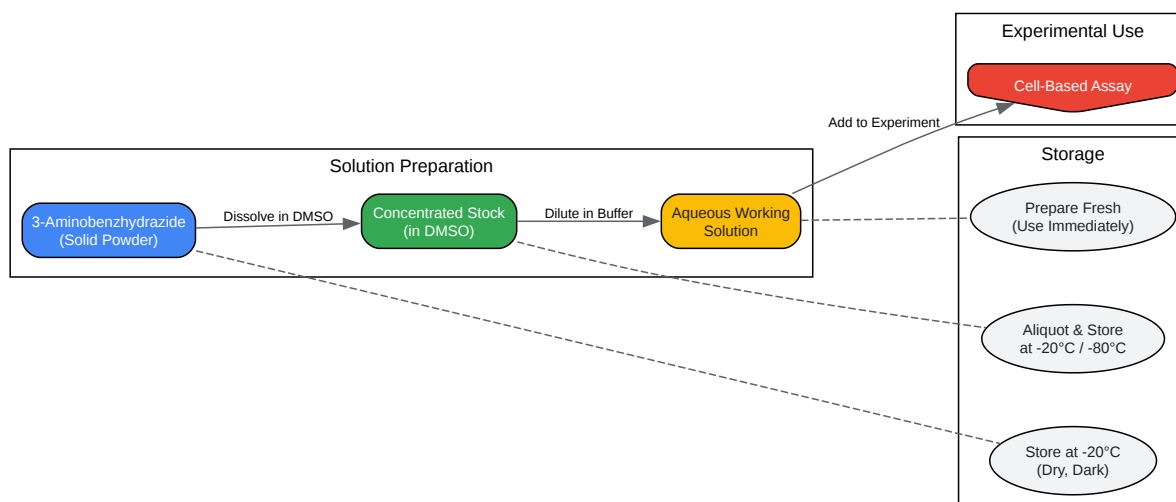 Experimental Use
Cell-Based Assay
Add to Experiment
Solution Preparation
3-Aminobenzhydrazide
(Solid Powder)
Dissolve in DMSO
Concentrated Stock
(in DMSO)
Dilute in Buffer
Aqueous Working
Solution
Storage
Prepare Fresh
(Use Immediately)
Aliquot & Store
at -20°C / -80°C
Store at -20°C
(Dry, Dark)